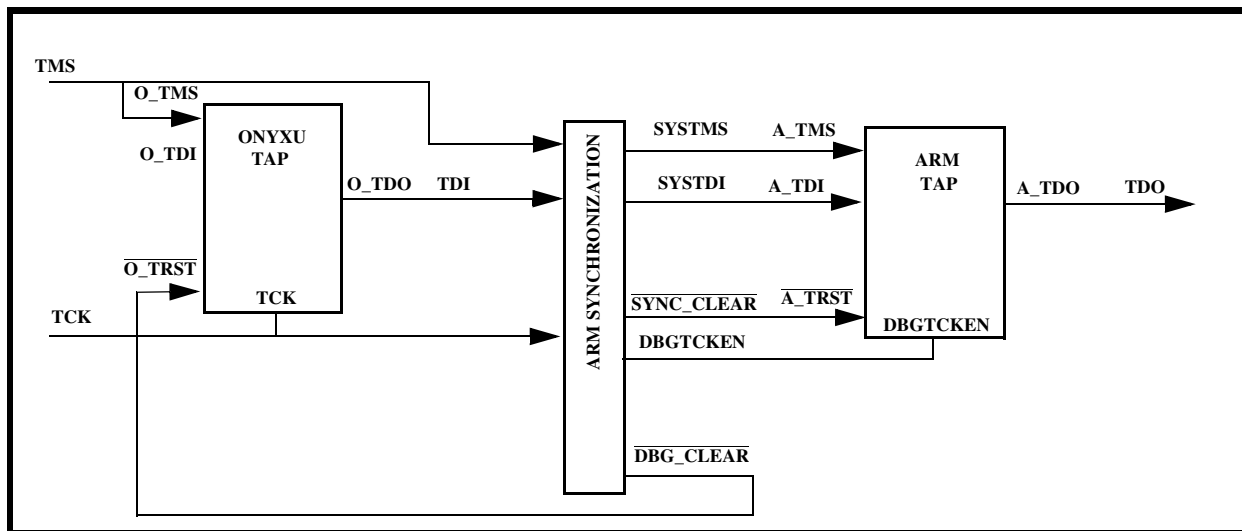 TMS
O_TMS
ONYXU
TAP
O_TDI
O_TDO TDI
O_TRST
TCK
TCK
ARM SYNCHRONIZATION
SYSTMS A_TMS
SYSTDI A_TDI
SYNC_CLEAR A_TRST
DBGTCKEN
DBG_CLEAR
ARM
TAP
DBGTCKEN
A_TDO TDO